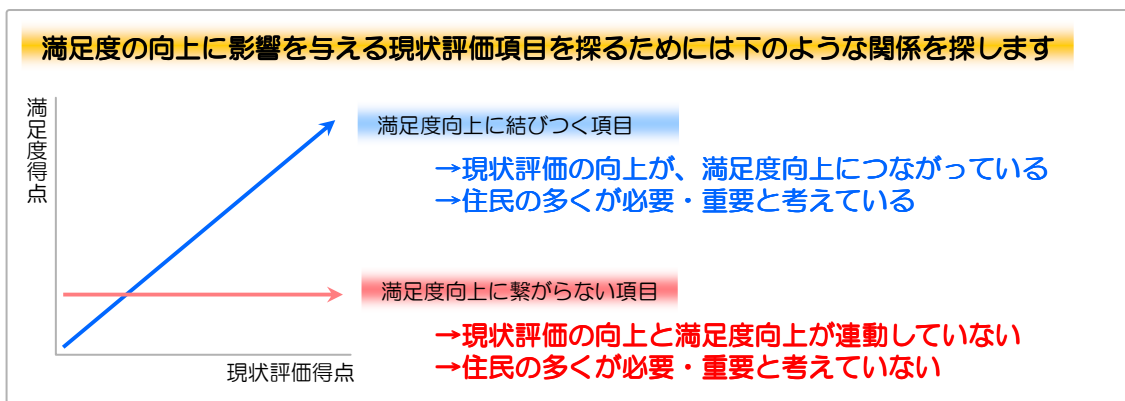 満足度の向上に影響を与える現状評価項目を探るためには下のような関係を探します
満足度得点
満足度向上に結びつく項目
→現状評価の向上が、満足度向上につながっている
→住民の多くが必要・重要と考えている
満足度向上に繋がらない項目
→現状評価の向上と満足度向上が連動していない
→住民の多くが必要・重要と考えていない
現状評価得点